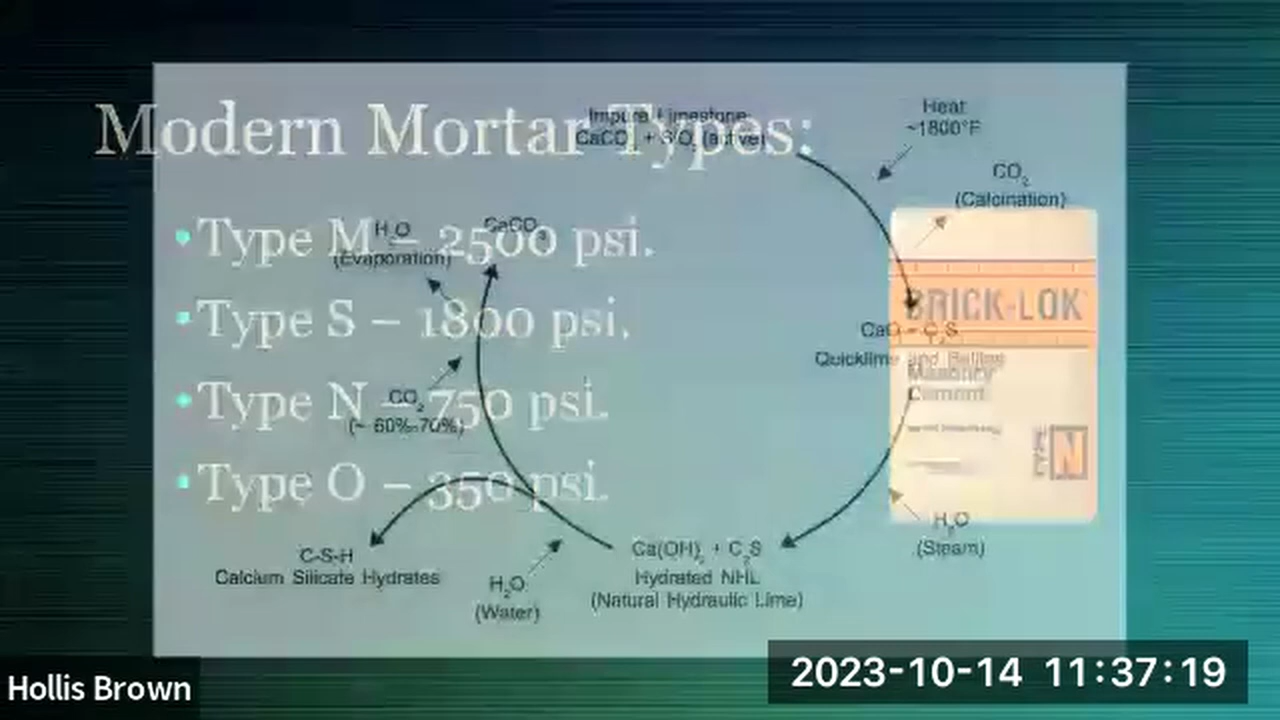 Modern Mortar Types:
•Type M – 2500 psi.
•Type S – 1800 psi.
•Type N – 750 psi.
•Type O – 350 psi.
Impure Limestone
CaCO₃ + SiO₂ (active)
Heat
~1800°F
CO₂
(Calcination)
H₂O
(Evaporation)
CaCO₃
BRICK-LOK
CaO + C₂S
Quicklime and Belites
Masonry
Cement
TYPE N
CO₂
(~ 60%-70%)
H₂O
(Steam)
Ca(OH)₂ + C₂S
Hydrated NHL
(Natural Hydraulic Lime)
C-S-H
Calcium Silicate Hydrates
H₂O
(Water)
Hollis Brown
2023-10-14 11:37:19